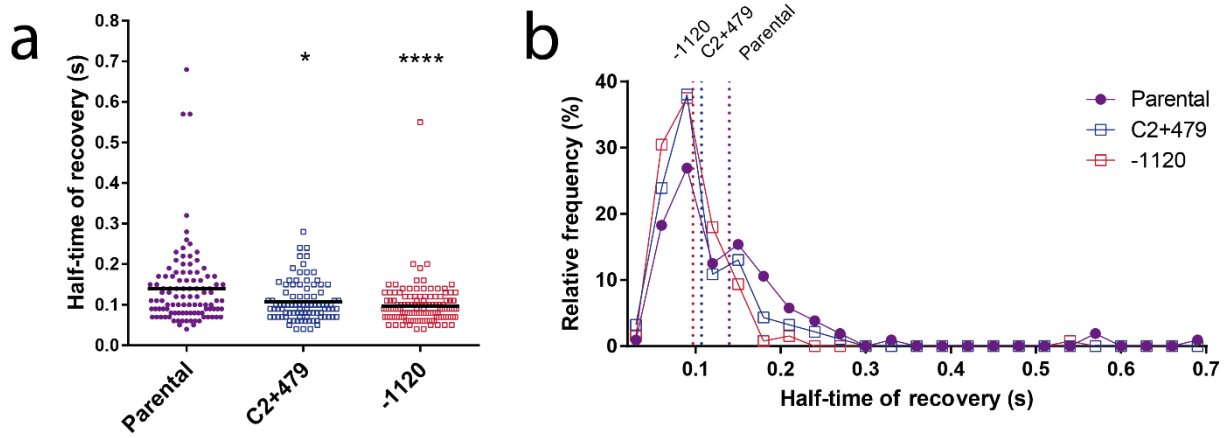 a
Half-time of recovery (s)
0.8
0.7
0.6
0.5
0.4
0.3
0.2
0.1
0.0
*
****
Parental
C2+479
-1120
b
-1120
C2+479
Parental
Relative frequency (%)
40
30
20
10
0
0.1
0.2
0.3
0.4
0.5
0.6
0.7
Half-time of recovery (s)
Parental
C2+479
-1120